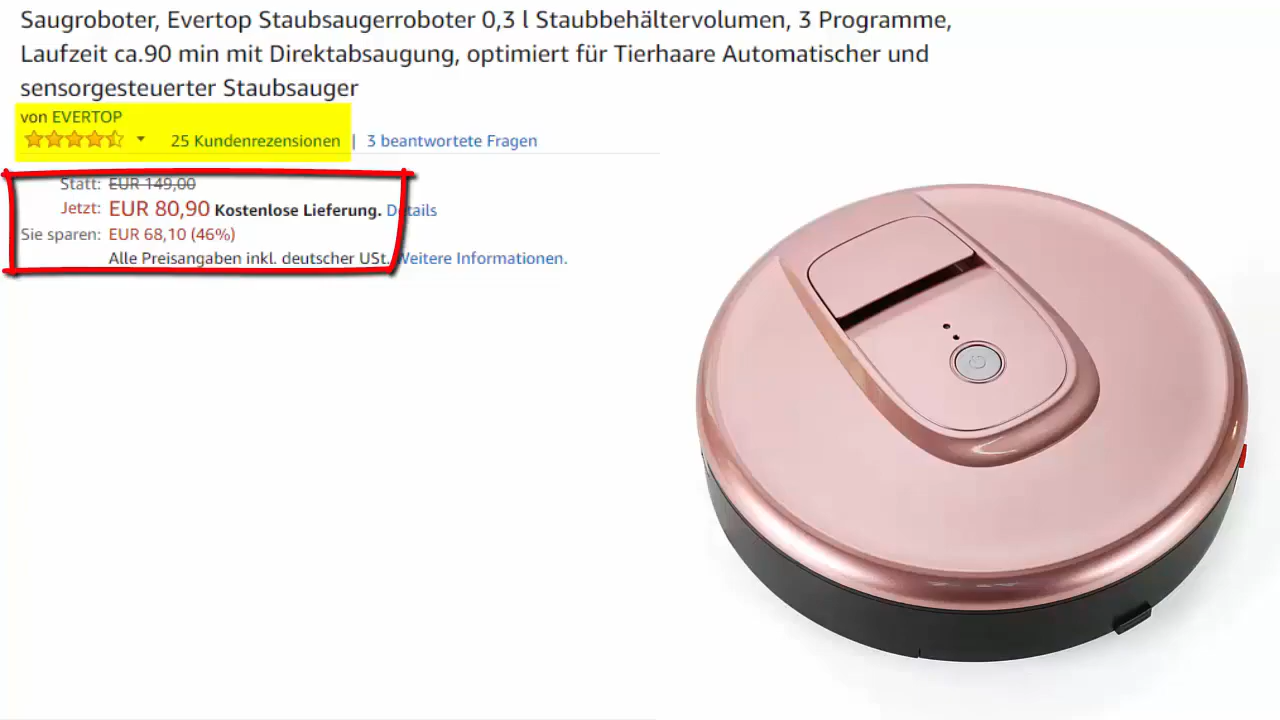 Saugroboter, Evertop Staubsaugerroboter 0,3 l Staubbehältervolumen, 3 Programme,
Laufzeit ca.90 min mit Direktabsaugung, optimiert für Tierhaare Automatischer und
sensorgesteuerter Staubsauger
von EVERTOP
25 Kundenrezensionen | 3 beantwortete Fragen
Statt: EUR 149,00
Jetzt: EUR 80,90 Kostenlose Lieferung. Details
Sie sparen: EUR 68,10 (46%)
Alle Preisangaben inkl. deutscher USt. Weitere Informationen.